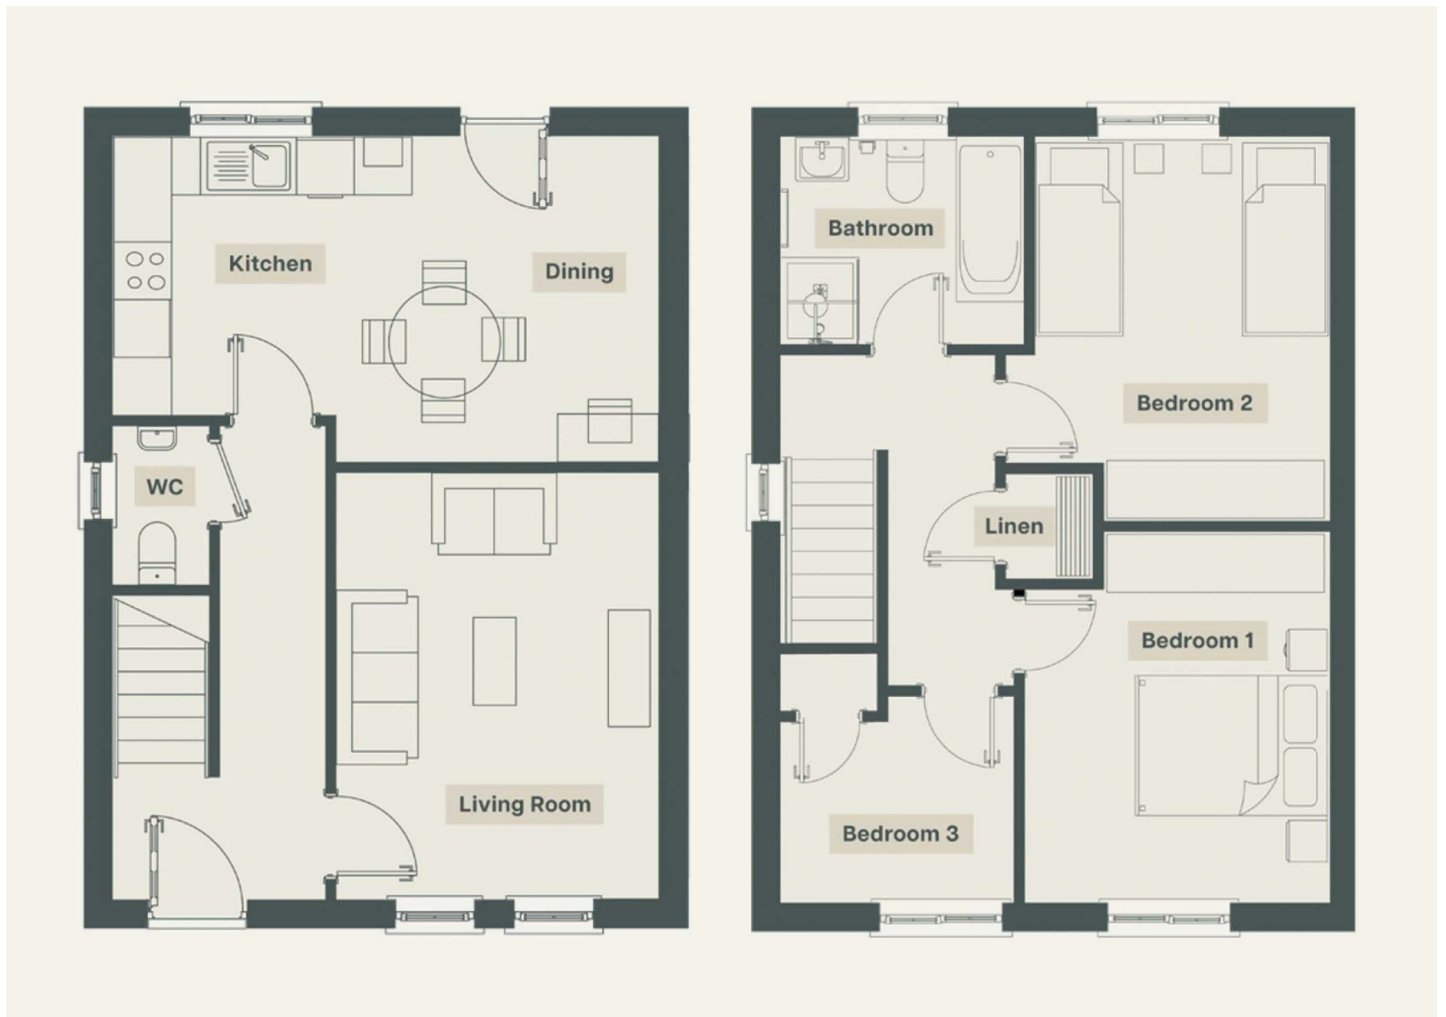 Kitchen
Dining
WC
Living Room
Bathroom
Bedroom 2
Linen
Bedroom 1
Bedroom 3